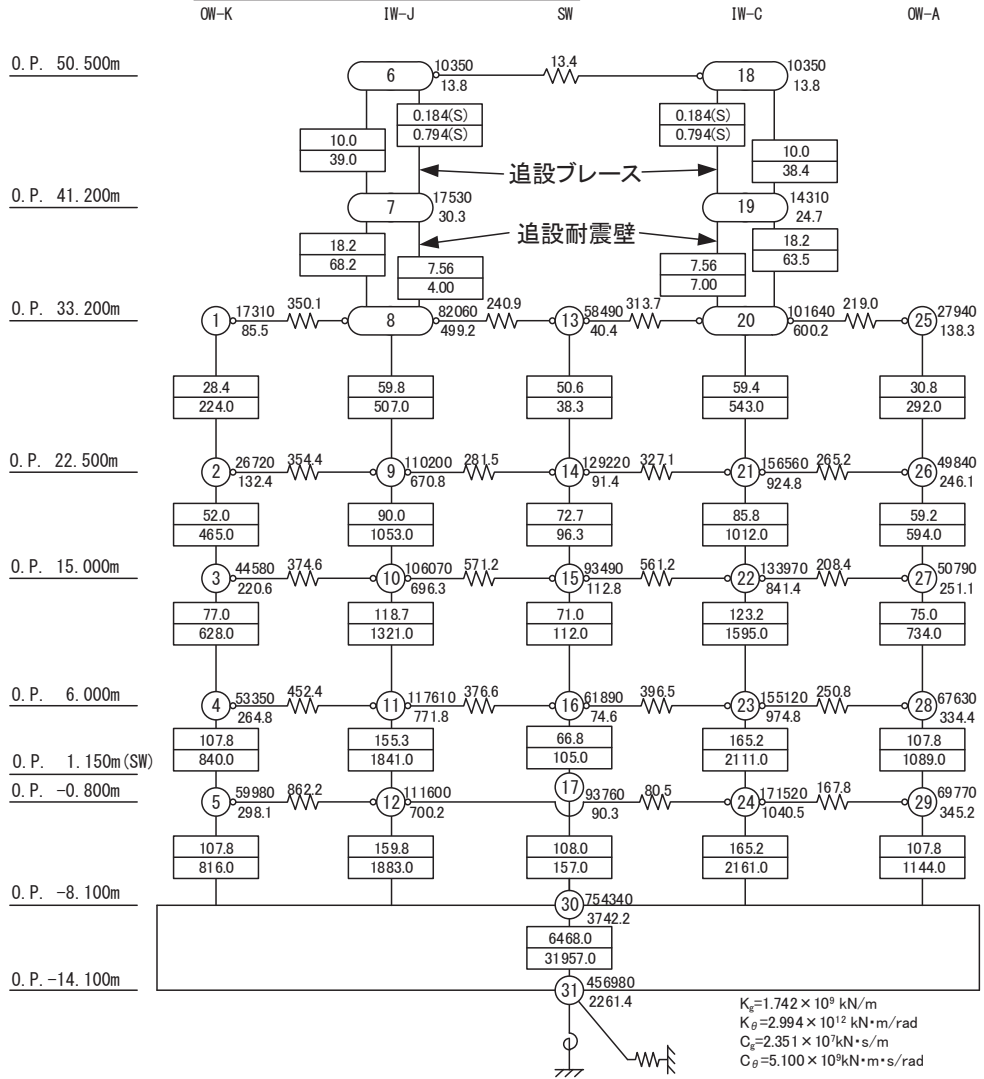 OW-K IW-J SW IW-C OW-A
O.P. 50.500m 6 10350 13.4 18 10350
13.8 13.8
0.184(S) 0.184(S)
0.794(S) 0.794(S)
10.0 10.0
39.0 38.4
追設ブレース
O.P. 41.200m 7 17530 19 14310
30.3 24.7
追設耐震壁
18.2 18.2
68.2 63.5
7.56 7.56
4.00 7.00
O.P. 33.200m 1 17310 350.1 8 82060 240.9 13 58490 313.7 20 101640 219.0 25 27940
85.5 499.2 40.4 600.2 138.3
28.4 59.8 50.6 59.4 30.8
224.0 507.0 38.3 543.0 292.0
O.P. 22.500m 2 26720 354.4 9 110200 281.5 14 129220 327.1 21 156560 265.2 26 49840
132.4 670.8 91.4 924.8 246.1
52.0 90.0 72.7 85.8 59.2
465.0 1053.0 96.3 1012.0 594.0
O.P. 15.000m 3 44580 374.6 10 106070 571.2 15 93490 561.2 22 133970 208.4 27 50790
220.6 696.3 112.8 841.4 251.1
77.0 118.7 71.0 123.2 75.0
628.0 1321.0 112.0 1595.0 734.0
O.P. 6.000m 4 53350 452.4 11 117610 376.6 16 61890 396.5 23 155120 250.8 28 67630
264.8 771.8 74.6 974.8 334.4
107.8 155.3 66.8 165.2 107.8
840.0 1841.0 105.0 2111.0 1089.0
O.P. 1.150m(SW)
O.P. -0.800m 5 59980 862.2 12 111600 17 93760 80.5 24 171520 167.8 29 69770
298.1 700.2 90.3 1040.5 345.2
107.8 159.8 108.0 165.2 107.8
816.0 1883.0 157.0 2161.0 1144.0
O.P. -8.100m 30 754340
3742.2
6468.0
31957.0
O.P.-14.100m 31 456980
2261.4
Kg=1.742×10⁹ kN/m
Kθ=2.994×10¹² kN・m/rad
Cg=2.351×10⁷kN・s/m
Cθ=5.100×10⁹kN・m・s/rad